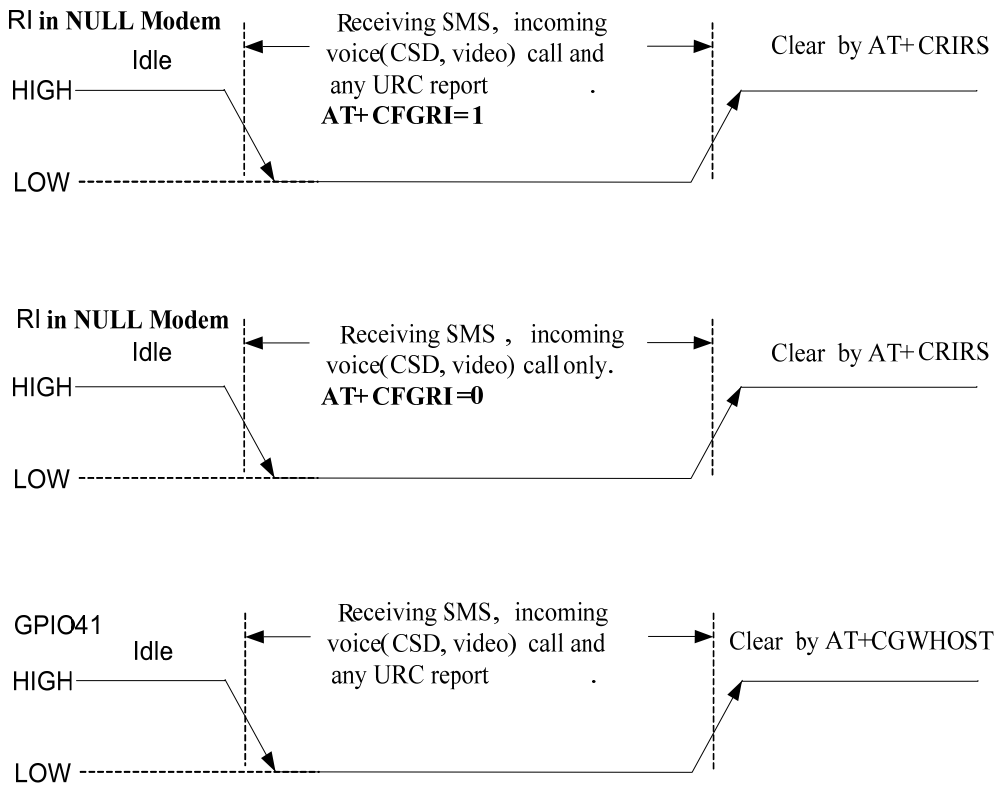 RI in NULL Modem
Idle
HIGH
LOW
Receiving SMS, incoming
voice(CSD, video) call and
any URC report .
AT+CFGRI=1
Clear by AT+CRIRS
RI in NULL Modem
Idle
HIGH
LOW
Receiving SMS , incoming
voice(CSD, video) call only.
AT+CFGRI=0
Clear by AT+CRIRS
GPIO41
Idle
HIGH
LOW
Receiving SMS, incoming
voice(CSD, video) call and
any URC report .
Clear by AT+CGWHOST